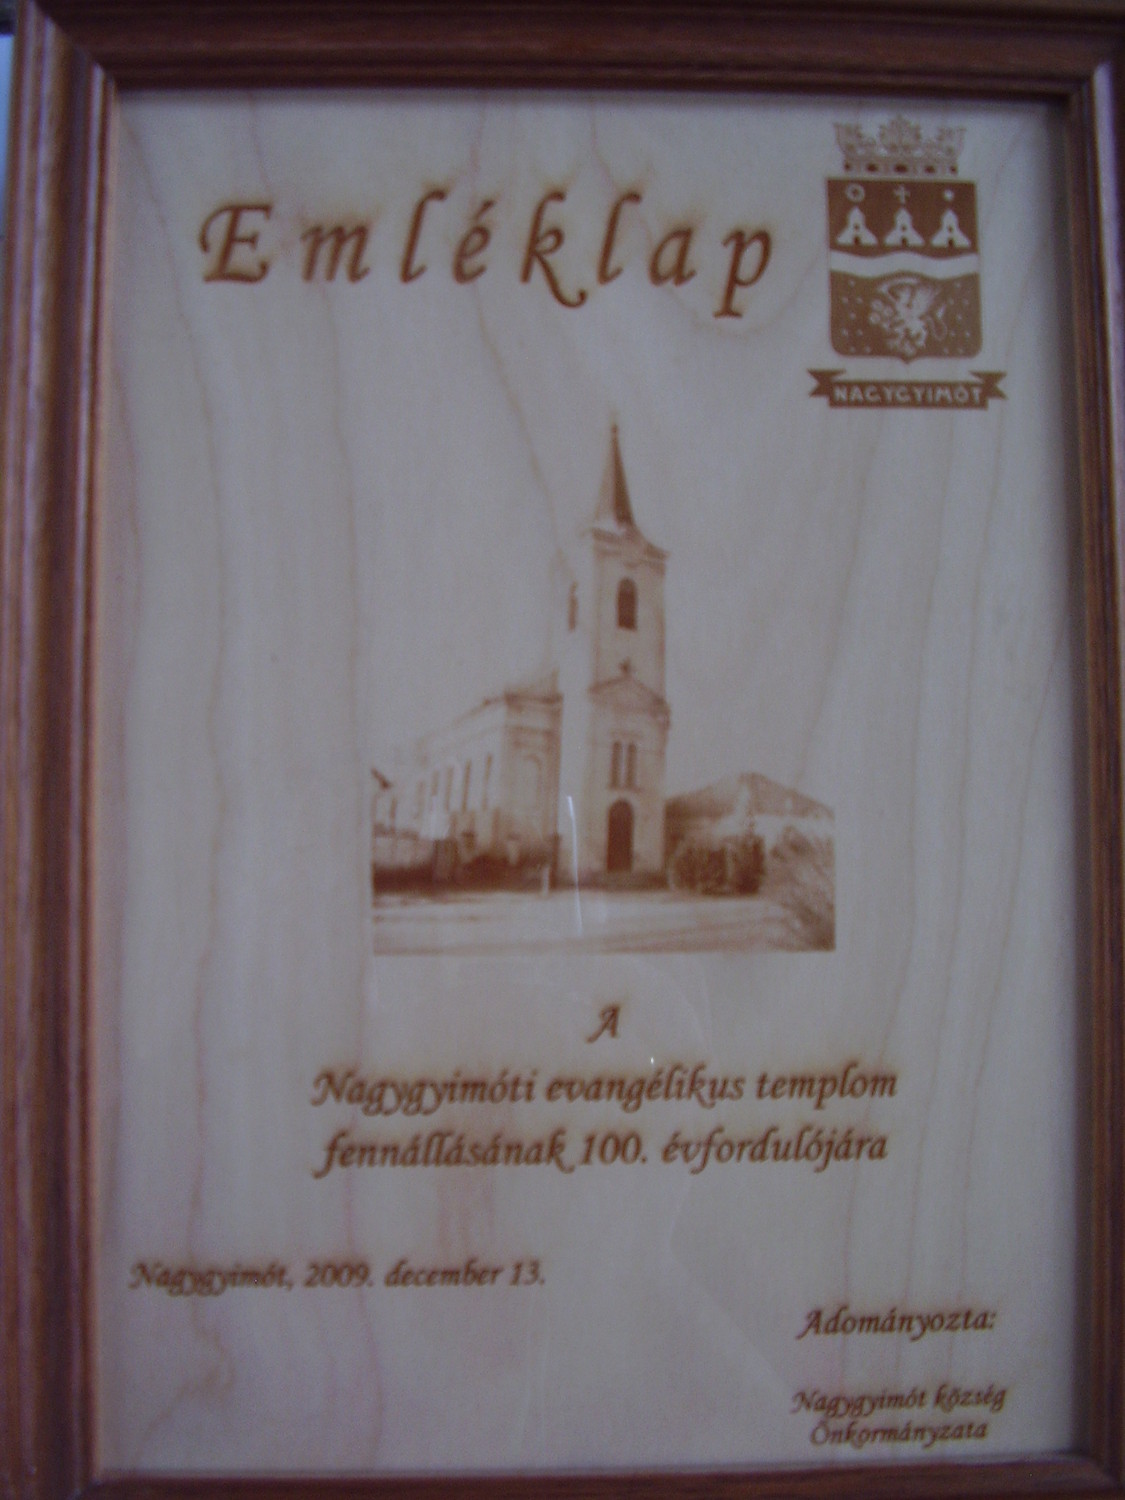 Emléklap
NAGYGYIMÓT
A
Nagygyimóti evangélikus templom
fennállásának 100. évfordulójára
Nagygyimót, 2009. december 13.
Adományozta:
Nagygyimót község
Önkormányzata